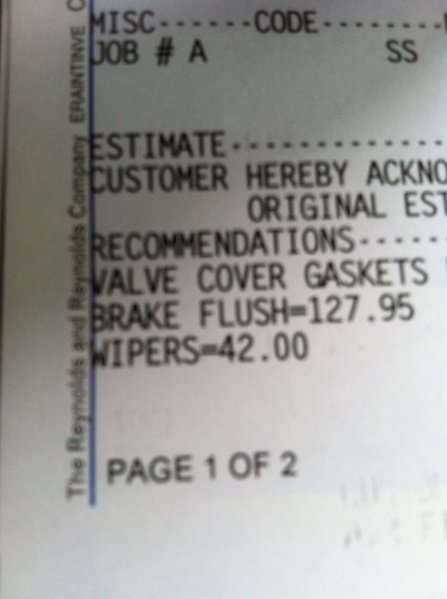 MISC------CODE--------
JOB # A SS
ESTIMATE--------------
CUSTOMER HEREBY ACKNO
ORIGINAL EST
RECOMMENDATIONS-----
VALVE COVER GASKETS
BRAKE FLUSH=127.95
WIPERS=42.00
PAGE 1 OF 2
The Reynolds and Reynolds Company ERAINTINVE C